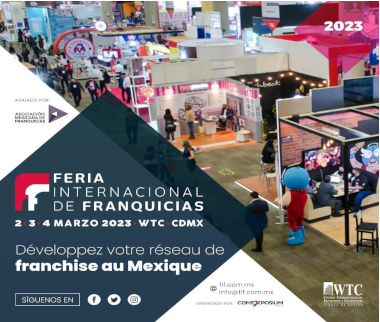 2023
AVALADO POR:
ASOCIACIÓN
MEXICANA DE
FRANQUICIAS
FERIA
INTERNACIONAL
DE FRANQUICIAS
2·3·4 MARZO 2023·WTC·CDMX
Développez votre réseau de
franchise au Mexique
SÍGUENOS EN
fif.com.mx
info@fif.com.mx
ORGANIZADO POR: COMEXPOSIUM
WTC